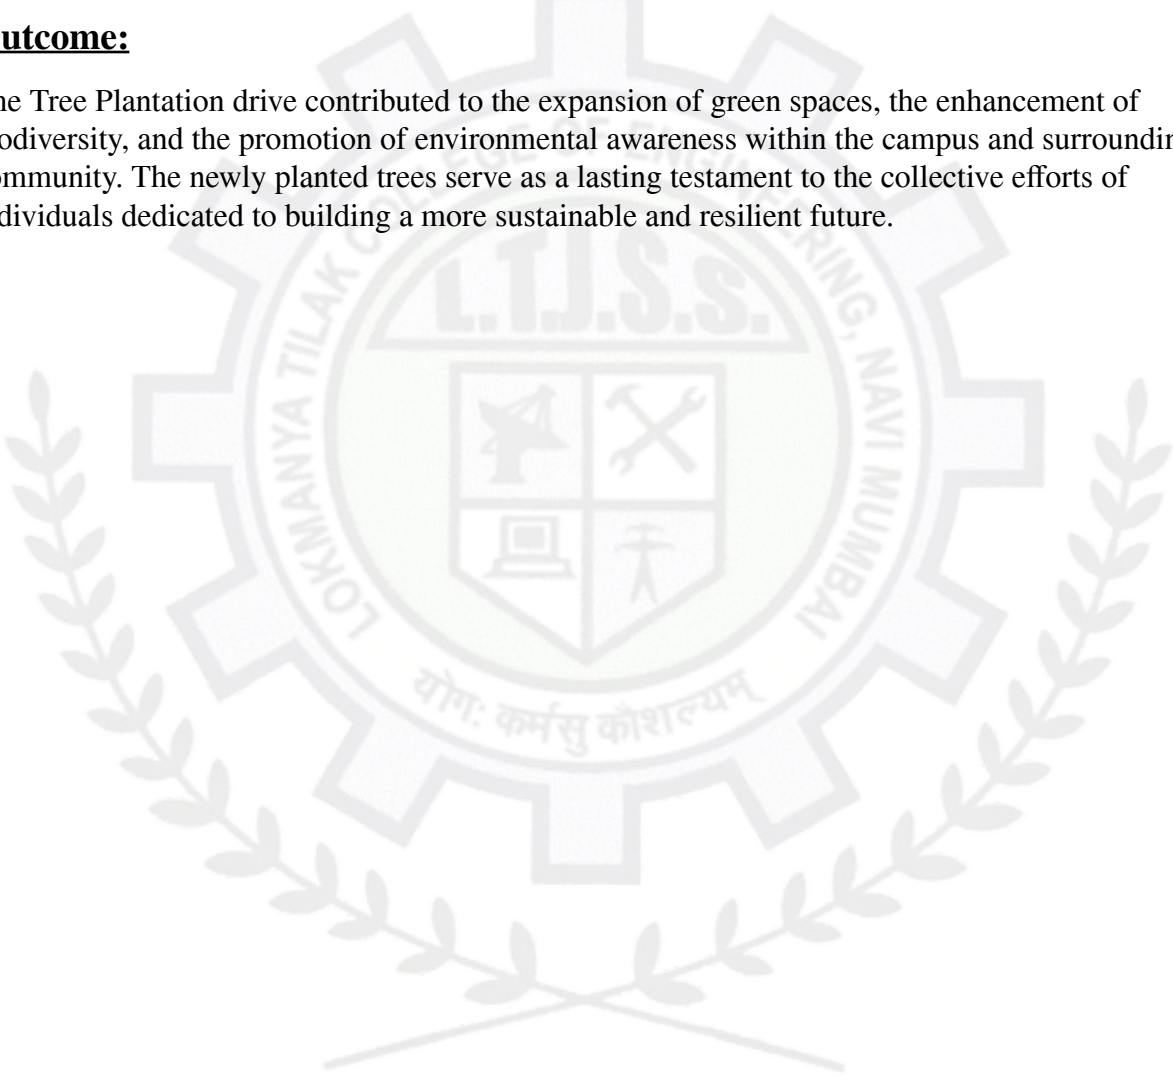 utcome:
ne Tree Plantation drive contributed to the expansion of green spaces, the enhancement of
odiversity, and the promotion of environmental awareness within the campus and surroundin
ommunity. The newly planted trees serve as a lasting testament to the collective efforts of
dividuals dedicated to building a more sustainable and resilient future.
LOKMANYA TILAK COLLEGE OF ENGINEERING, NAVI MUMBAI
L.T.J.S.S.
योगः कर्मसु कौशल्यम्